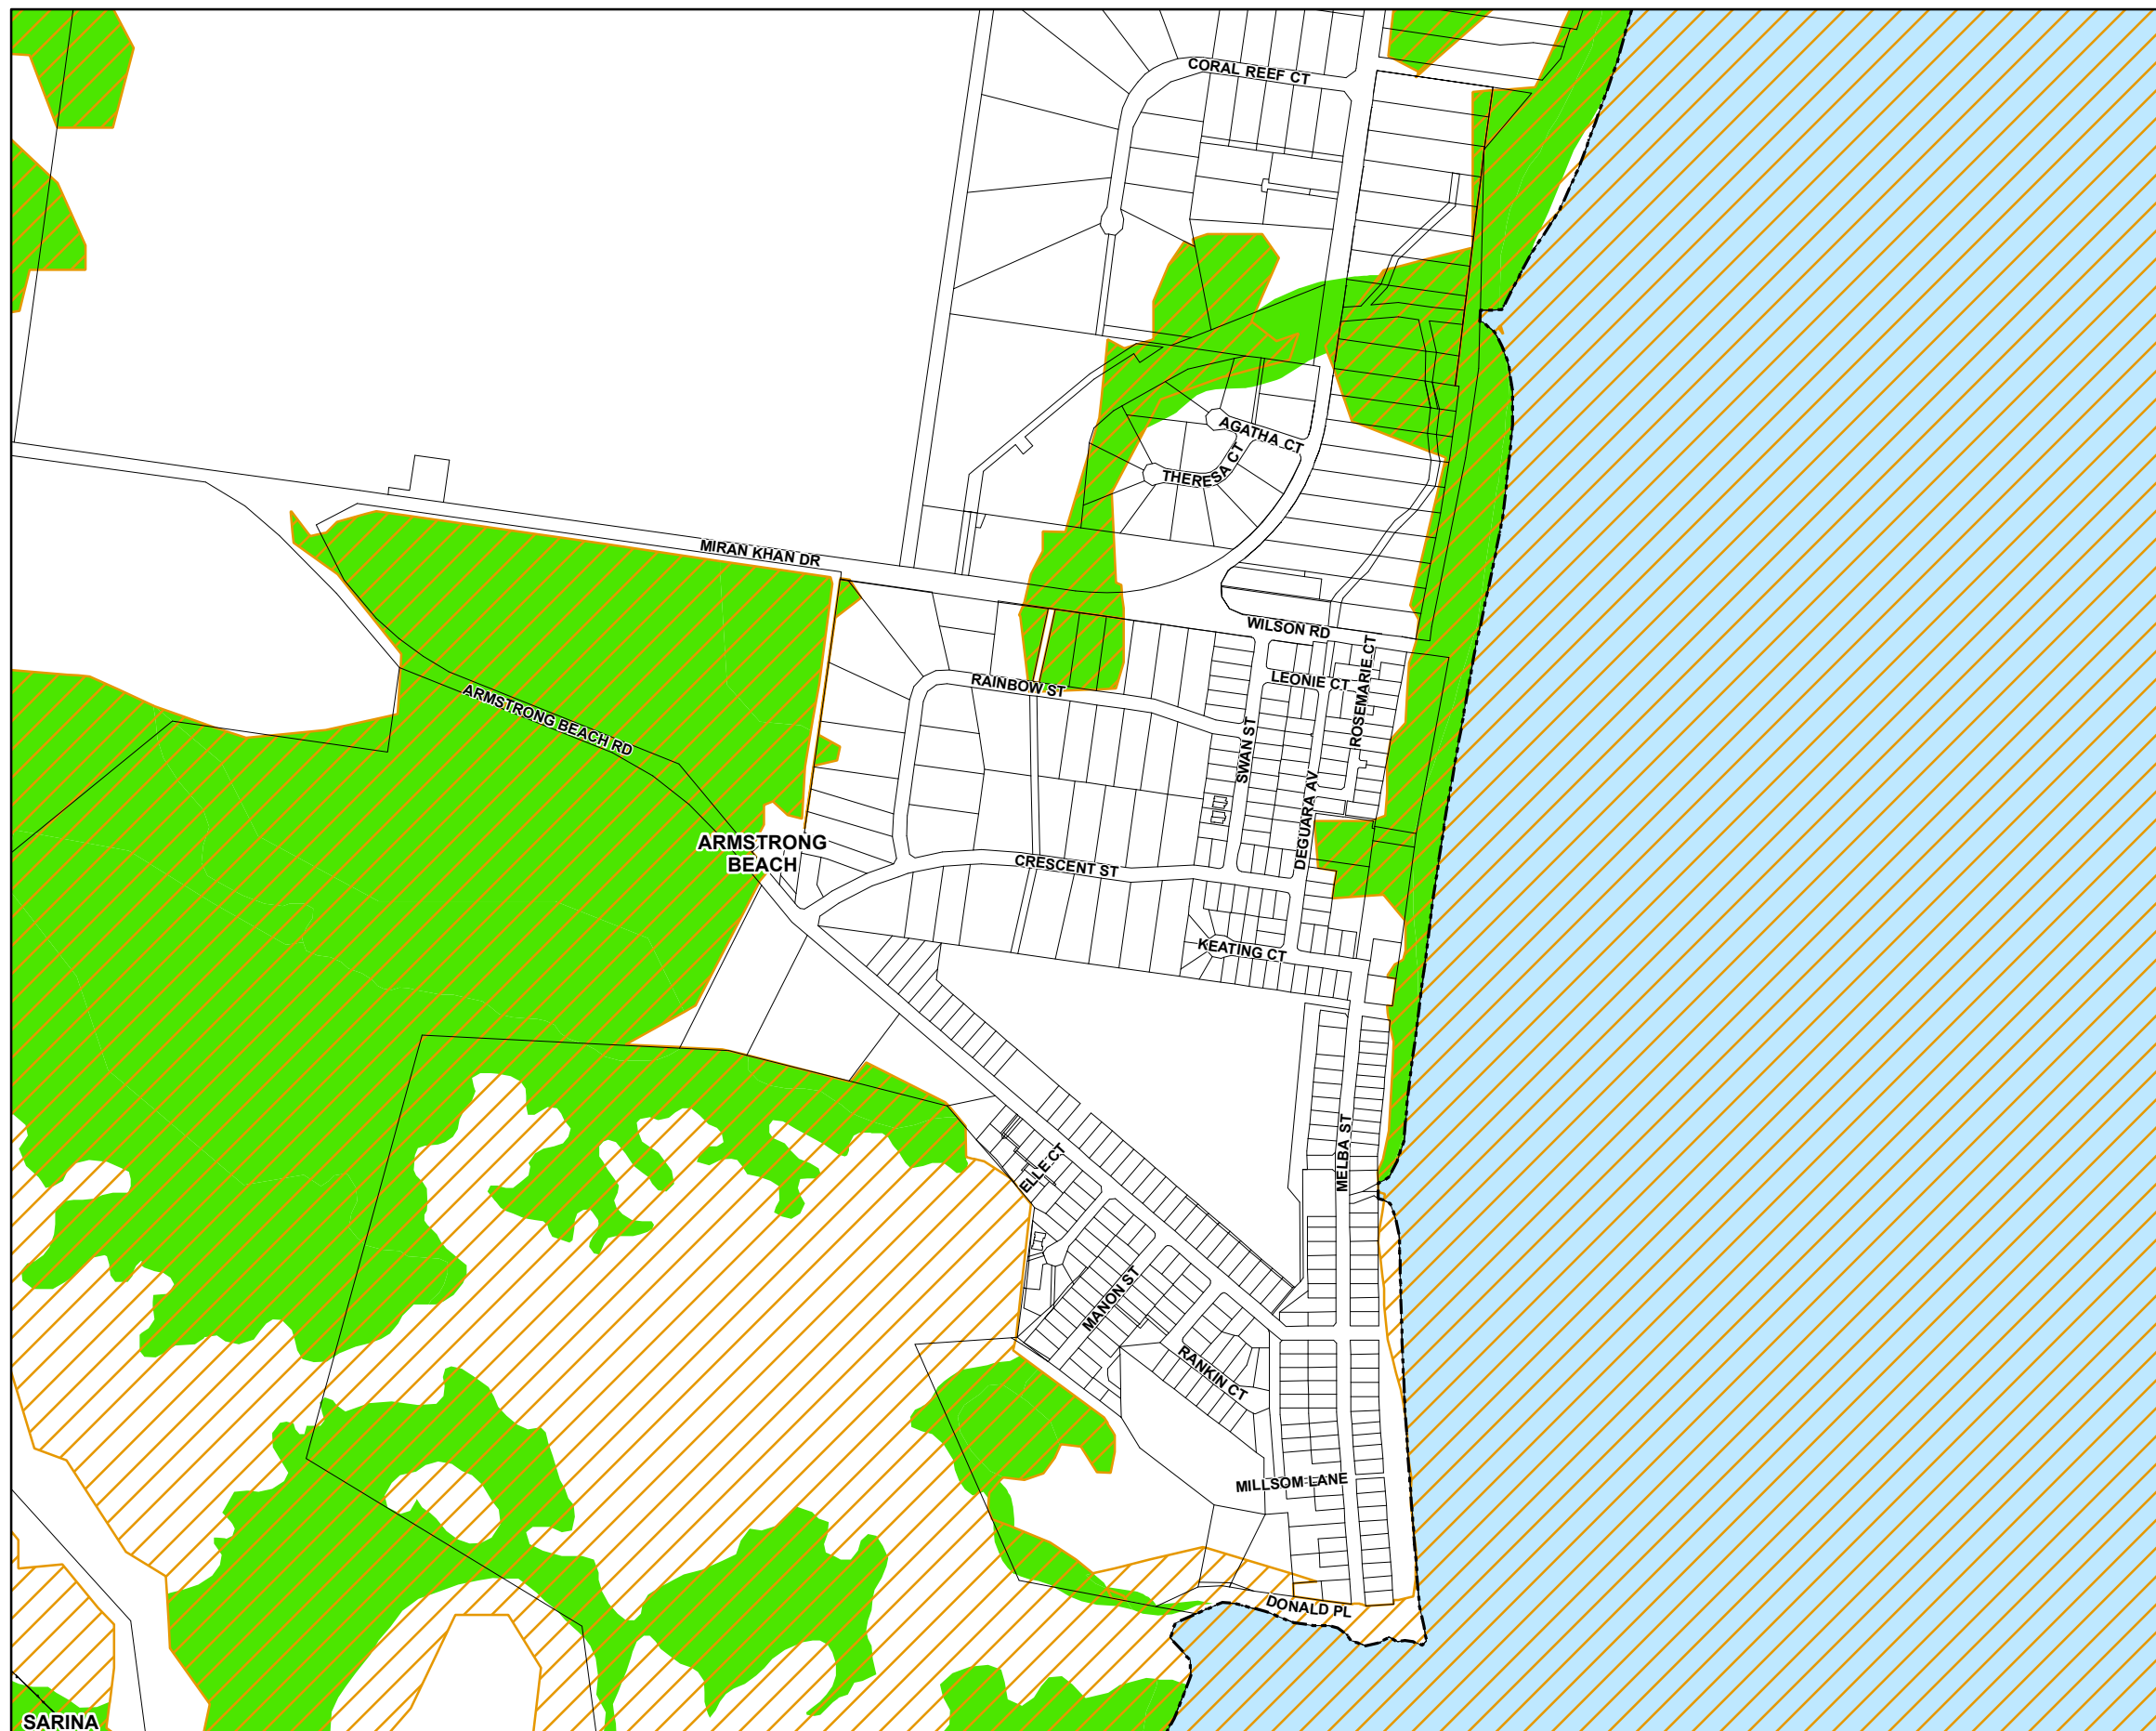 CORAL REEF CT
AGATHA CT
THERESA CT
MIRAN KHAN DR
WILSON RD
ROSEMARIE CT
LEONIE CT
RAINBOW ST
ARMSTRONG BEACH RD
SWAN ST
DEGUARA AV
ARMSTRONG
BEACH
CRESCENT ST
KEATING CT
MELBA ST
ELLE CT
MANON ST
RANKIN CT
MILLSOM LANE
DONALD PL
SARINA